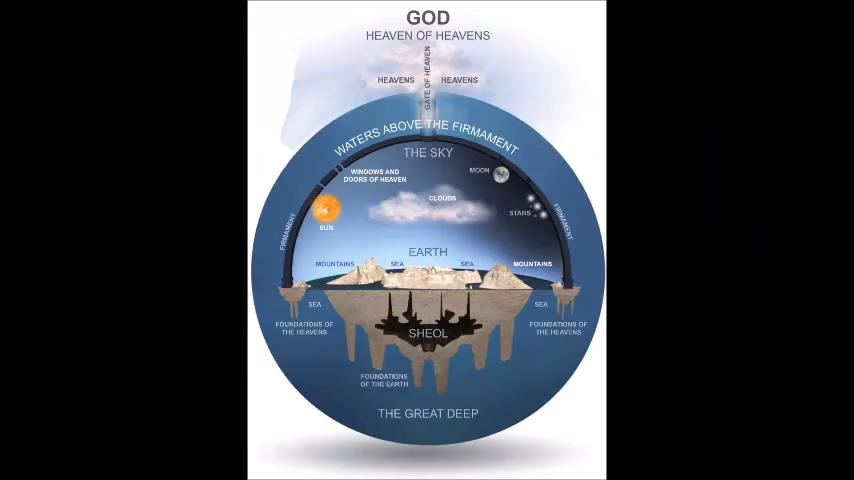 GOD
HEAVEN OF HEAVENS
HEAVENS
GATE OF HEAVEN
HEAVENS
WATERS ABOVE THE FIRMAMENT
THE SKY
WINDOWS AND
DOORS OF HEAVEN
MOON
CLOUDS
STARS
SUN
FIRMAMENT
FIRMAMENT
EARTH
MOUNTAINS
SEA
SEA
MOUNTAINS
SEA
SEA
FOUNDATIONS OF
THE HEAVENS
SHEOL
FOUNDATIONS OF
THE HEAVENS
FOUNDATIONS
OF THE EARTH
THE GREAT DEEP